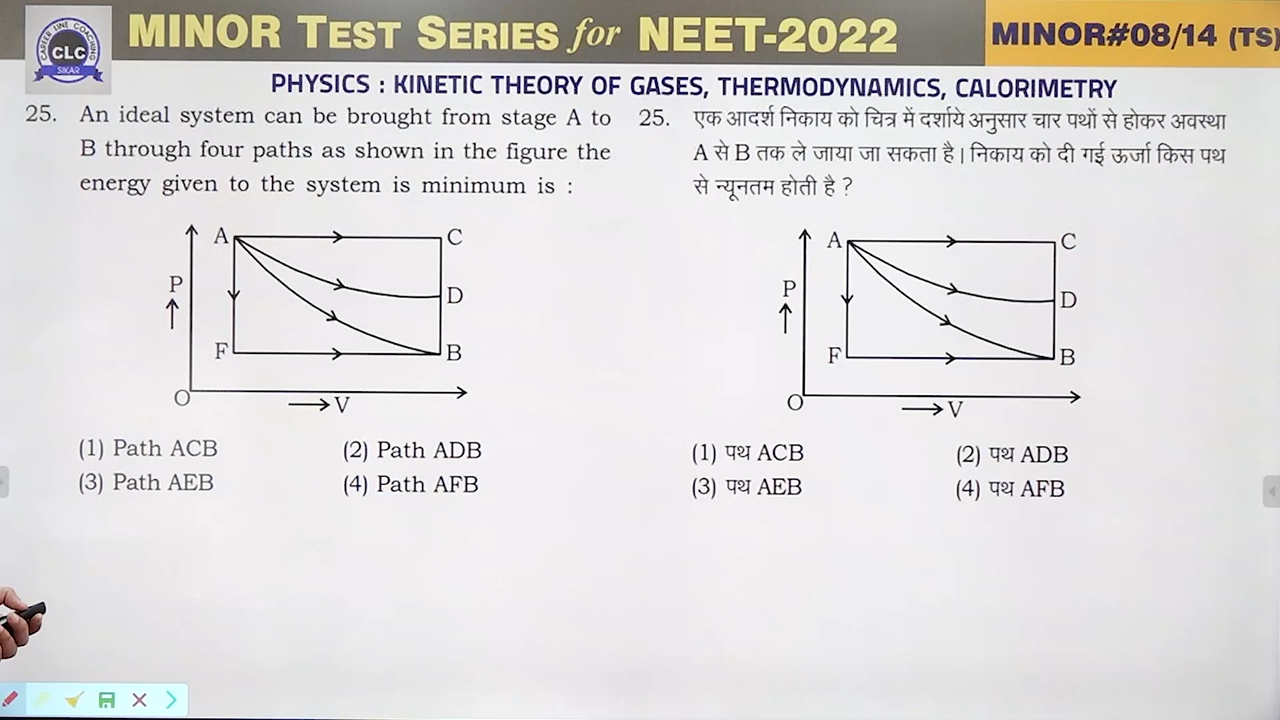 CAREER LINE COACHING
CLC
SIKAR
MINOR TEST SERIES for NEET-2022
MINOR#08/14 (TS)
PHYSICS : KINETIC THEORY OF GASES, THERMODYNAMICS, CALORIMETRY
25. An ideal system can be brought from stage A to
B through four paths as shown in the figure the
energy given to the system is minimum is :
A
C
P
D
F
B
O
V
(1) Path ACB
(2) Path ADB
(3) Path AEB
(4) Path AFB
25. एक आदर्श निकाय को चित्र में दर्शाये अनुसार चार पथों से होकर अवस्था
A से B तक ले जाया जा सकता है। निकाय को दी गई ऊर्जा किस पथ
से न्यूनतम होती है ?
A
C
P
D
F
B
O
V
(1) पथ ACB
(2) पथ ADB
(3) पथ AEB
(4) पथ AFB